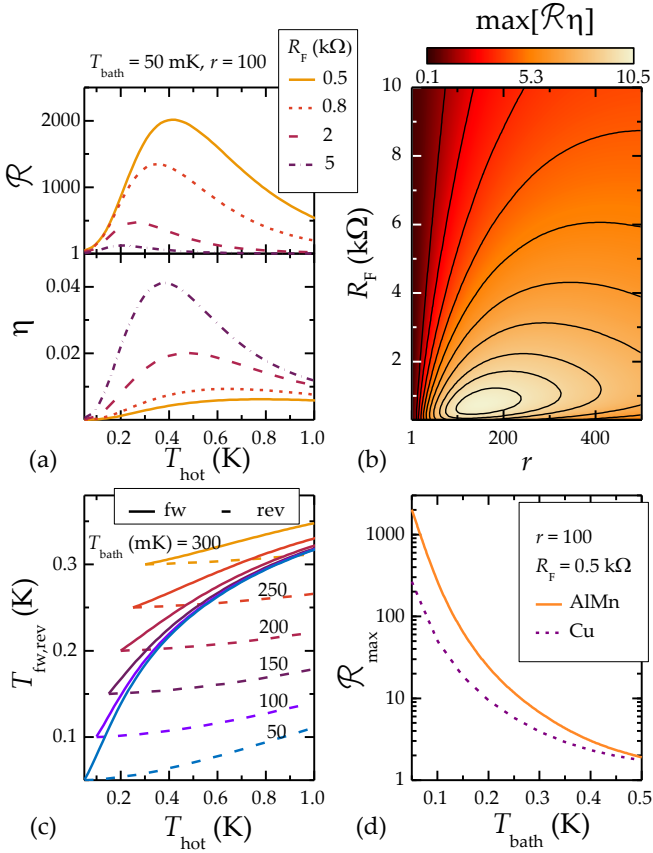 T_bath = 50 mK, r = 100
R_F (kΩ)
0.5
0.8
2
5
ℛ
2000
1000
1
η
0.04
0.02
0.2 0.4 0.6 0.8 1.0
(a)
T_hot (K)
max[ℛη]
0.1 5.3 10.5
R_F (kΩ)
10
8
6
4
2
1 200 400
(b)
r
fw rev
T_bath (mK) = 300
250
200
150
100
50
T_fw,rev (K)
0.3
0.2
0.1
0.2 0.4 0.6 0.8 1.0
(c)
T_hot (K)
r = 100
R_F = 0.5 kΩ
AlMn
Cu
ℛ_max
1000
100
10
1
0.1 0.2 0.3 0.4 0.5
(d)
T_bath (K)